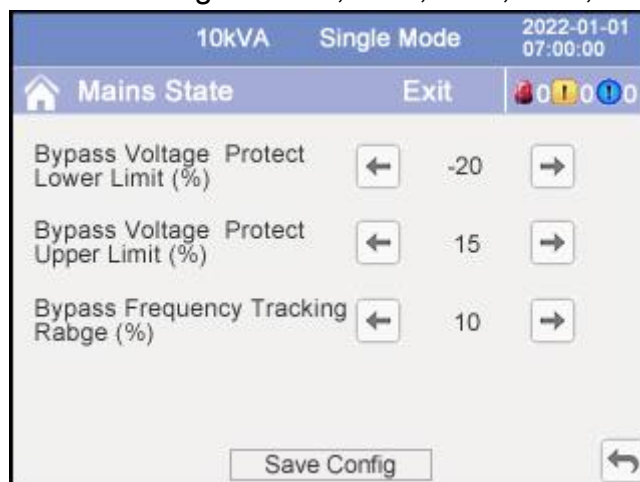 10kVA Single Mode 2022-01-01
07:00:00
Mains State Exit 0 0 0
Bypass Voltage Protect
Lower Limit (%) -20
Bypass Voltage Protect
Upper Limit (%) 15
Bypass Frequency Tracking
Rabge (%) 10
Save Config